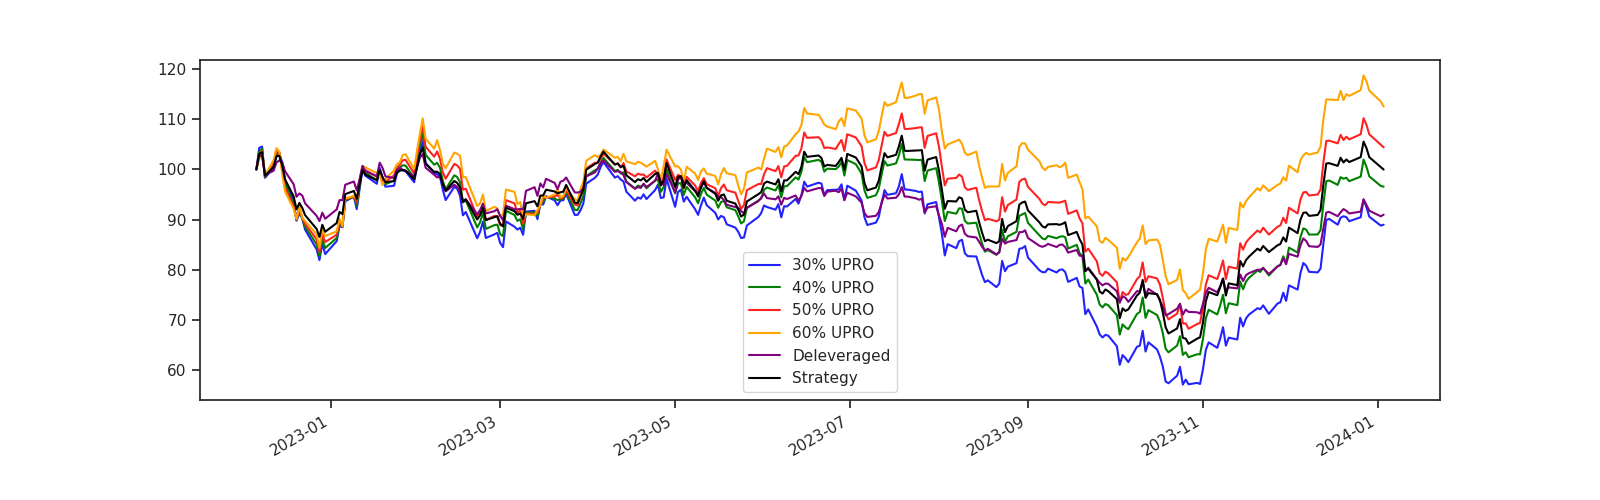 120
110
100
90
80
70
60
30% UPRO
40% UPRO
50% UPRO
60% UPRO
Deleveraged
Strategy
2023-01
2023-03
2023-05
2023-07
2023-09
2023-11
2024-01